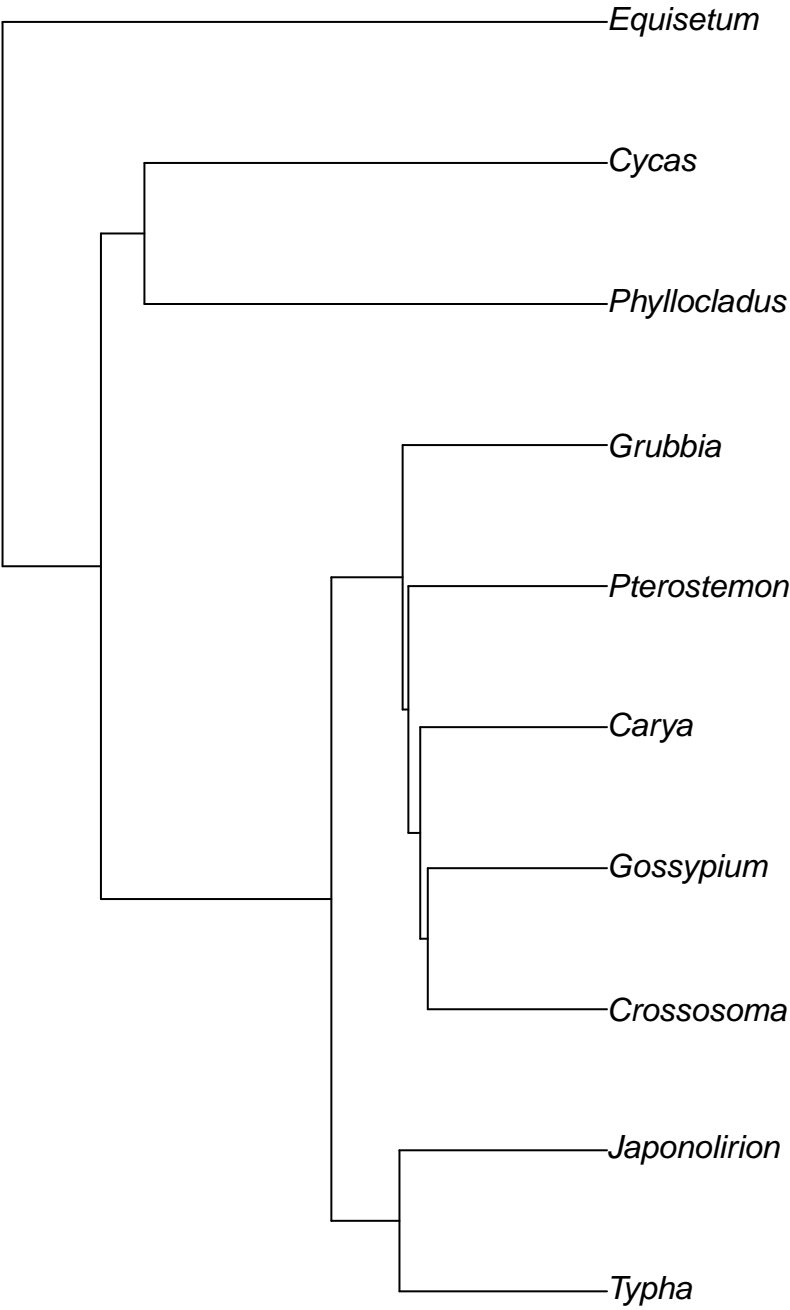 Equisetum
Cycas
Phyllocladus
Grubbia
Pterostemon
Carya
Gossypium
Crossosoma
Japonolirion
Typha